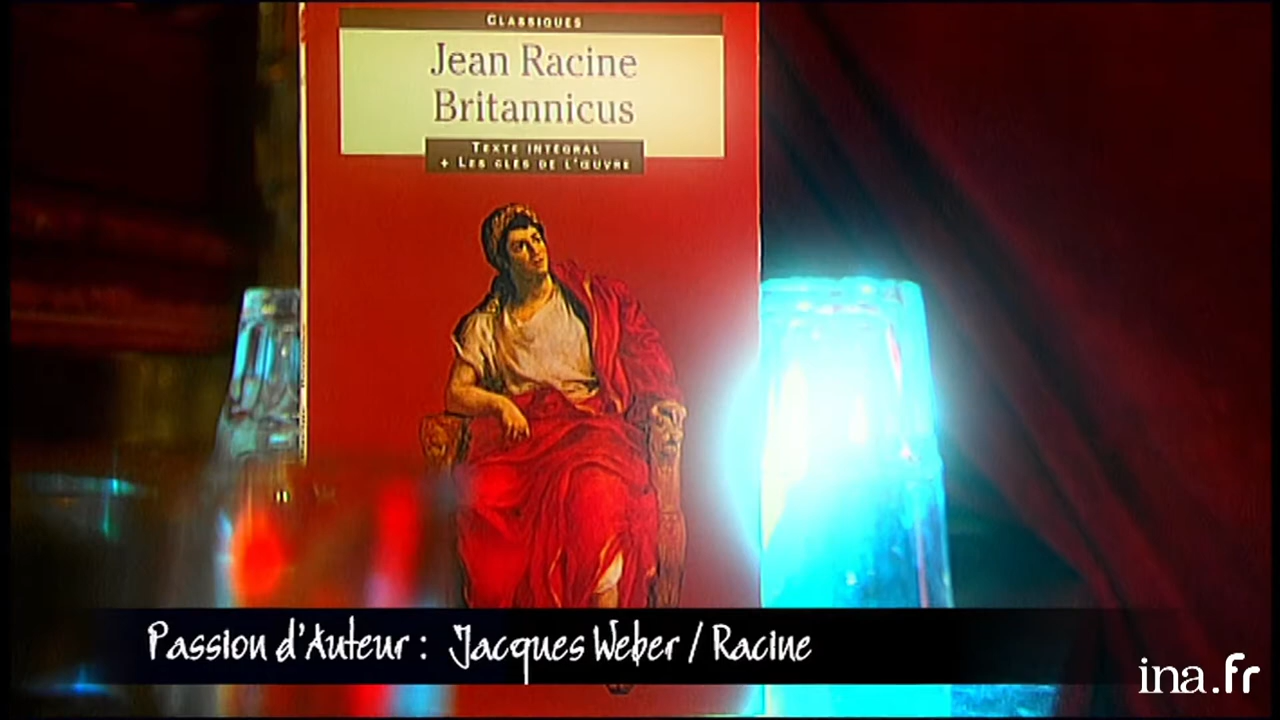 CLASSIQUES
Jean Racine
Britannicus
TEXTE INTÉGRAL
+ LES CLÉS DE L'ŒUVRE
Passion d'Auteur : Jacques Weber / Racine
ina.fr